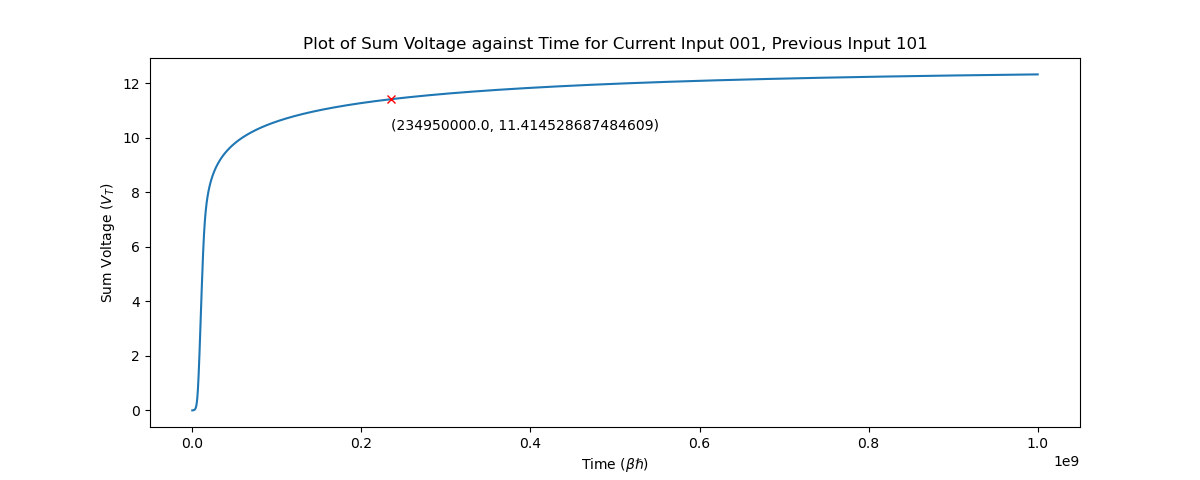 Plot of Sum Voltage against Time for Current Input 001, Previous Input 101
Sum Voltage (V_T)
12
10
8
6
4
2
0
(234950000.0, 11.414528687484609)
0.0 0.2 0.4 0.6 0.8 1.0
1e9
Time (βℏ)